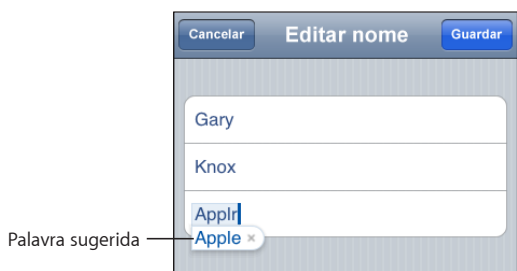 Cancelar Editar nome Guardar
Gary
Knox
Applr
Palavra sugerida Apple ×